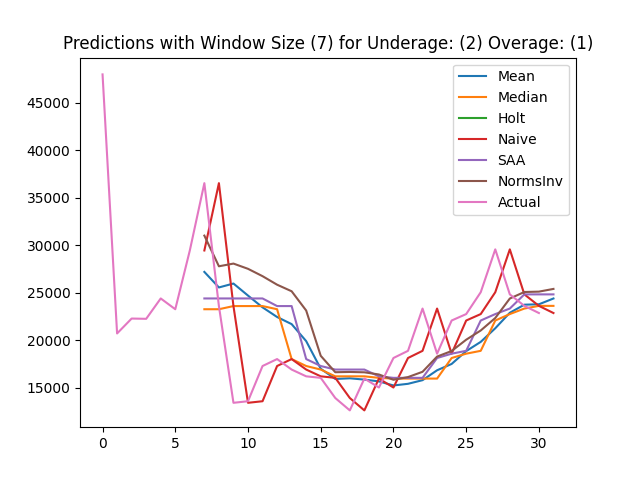 Predictions with Window Size (7) for Underage: (2) Overage: (1)
Mean
Median
Holt
Naive
SAA
NormsInv
Actual
45000
40000
35000
30000
25000
20000
15000
0 5 10 15 20 25 30